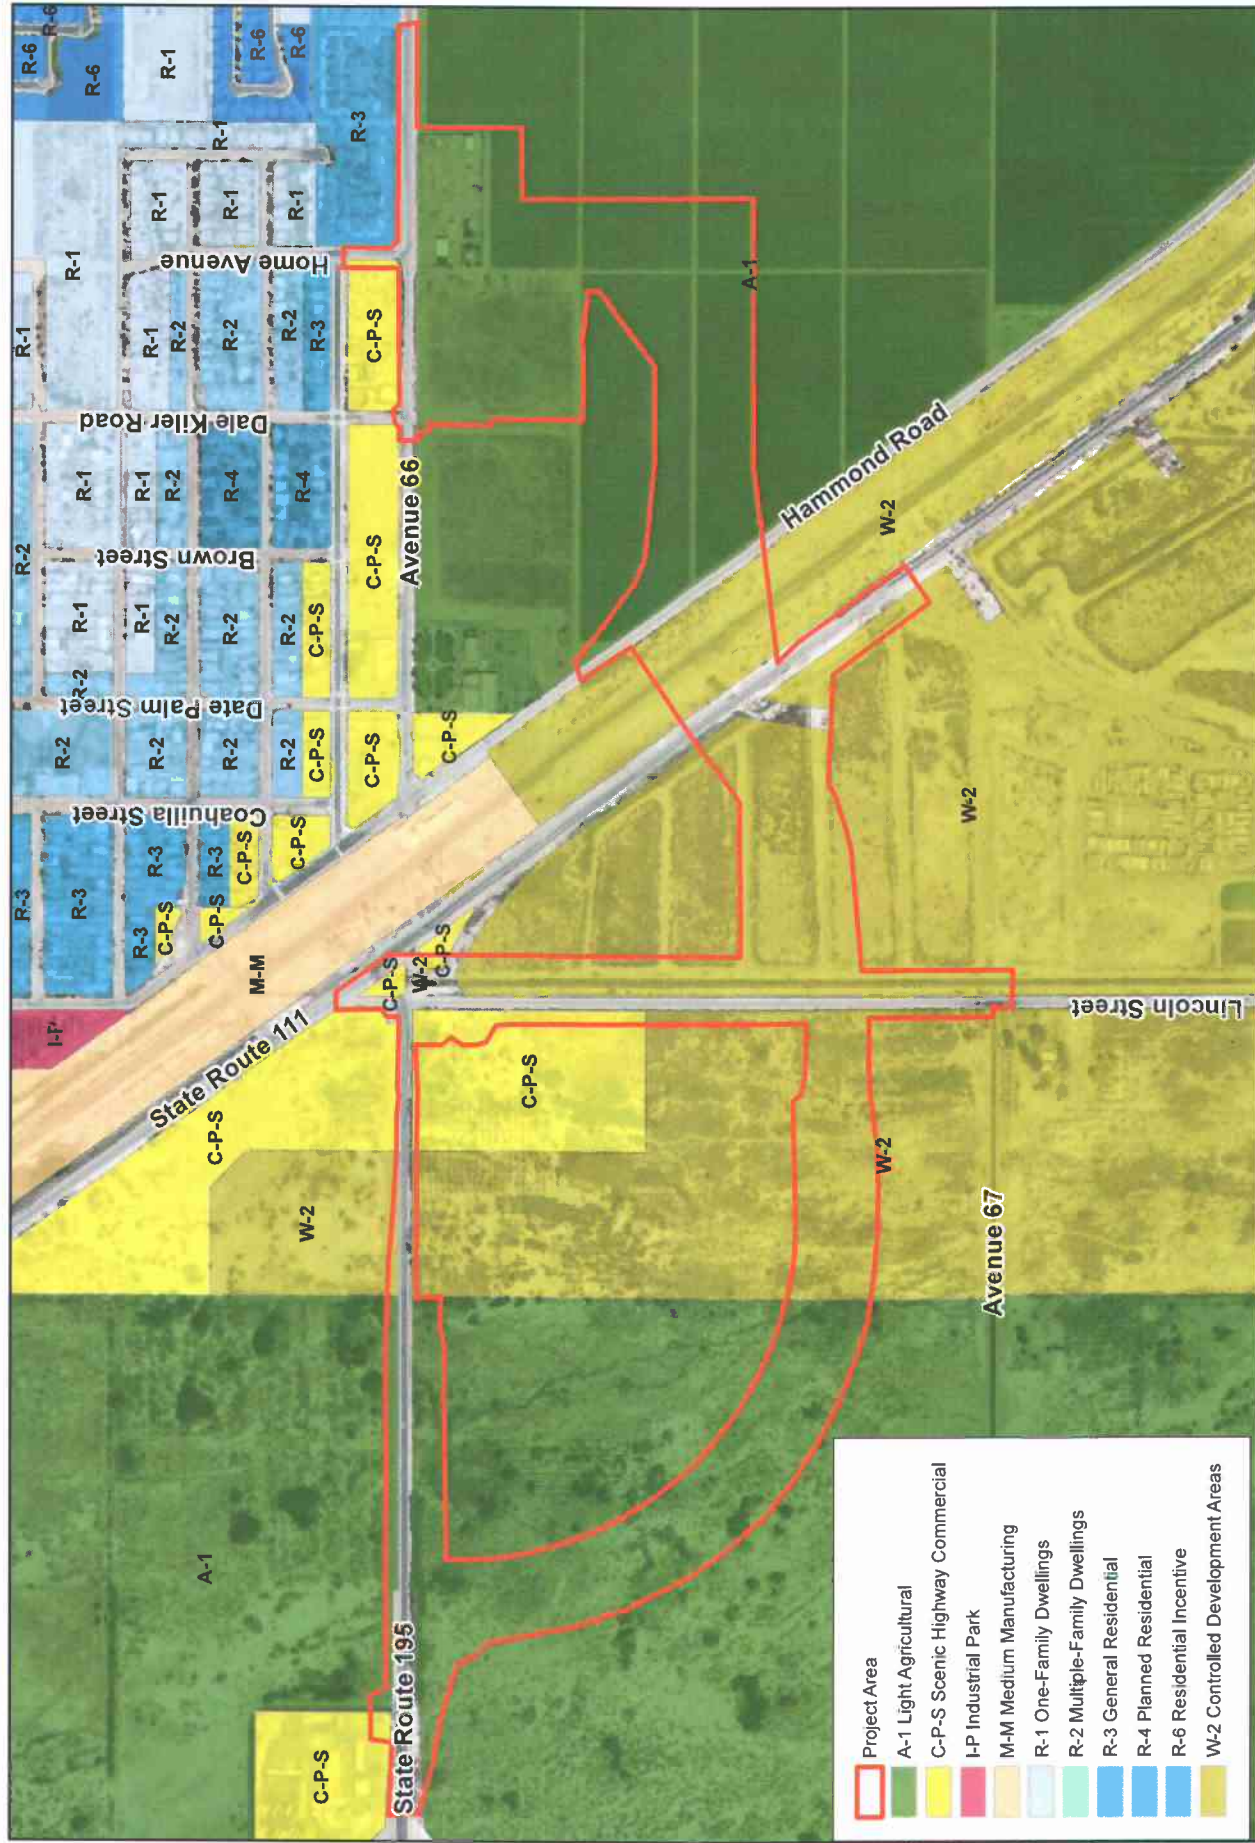 R-6
R-6
R-6
R-1
R-6
R-6
R-1
R-3
R-1
R-1
R-1
R-1
Home Avenue
R-1
R-1
R-2
R-2
R-2
R-3
C-P-S
A-1
Dale Kiler Road
R-2
R-1
R-1
R-2
R-4
R-4
C-P-S
Avenue 66
Brown Street
R-1
R-1
R-2
R-2
R-2
C-P-S
Hammond Road
W-2
R-2
Date Palm Street
R-2
R-2
R-2
R-2
C-P-S
C-P-S
C-P-S
Coahuilla Street
R-3
R-3
R-3
R-3
C-P-S
C-P-S
R-3
C-P-S
C-P-S
W-2
M-M
C-P-S
W-2
C-P-S
Lincoln Street
I-P
State Route 111
C-P-S
C-P-S
W-2
W-2
Avenue 67
A-1
State Route 195
C-P-S
Project Area
A-1 Light Agricultural
C-P-S Scenic Highway Commercial
I-P Industrial Park
M-M Medium Manufacturing
R-1 One-Family Dwellings
R-2 Multiple-Family Dwellings
R-3 General Residential
R-4 Planned Residential
R-6 Residential Incentive
W-2 Controlled Development Areas